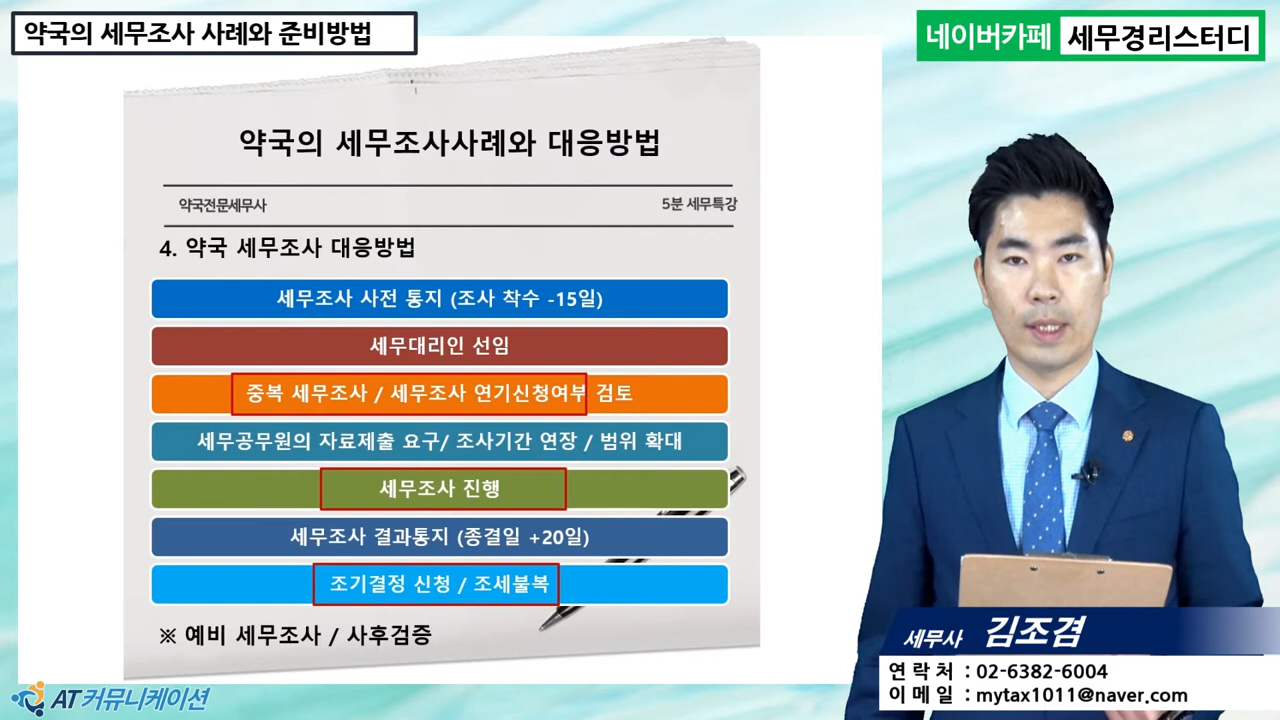 약국의 세무조사 사례와 준비방법
네이버카페 세무경리스터디
약국의 세무조사사례와 대응방법
약국전문세무사 5분 세무특강
4. 약국 세무조사 대응방법
세무조사 사전 통지 (조사 착수 -15일)
세무대리인 선임
중복 세무조사 / 세무조사 연기신청여부 검토
세무공무원의 자료제출 요구/ 조사기간 연장 / 범위 확대
세무조사 진행
세무조사 결과통지 (종결일 +20일)
조기결정 신청 / 조세불복
※ 예비 세무조사 / 사후검증
세무사 김조겸
연 락 처 : 02-6382-6004
이 메 일 : mytax1011@naver.com
AT커뮤니케이션